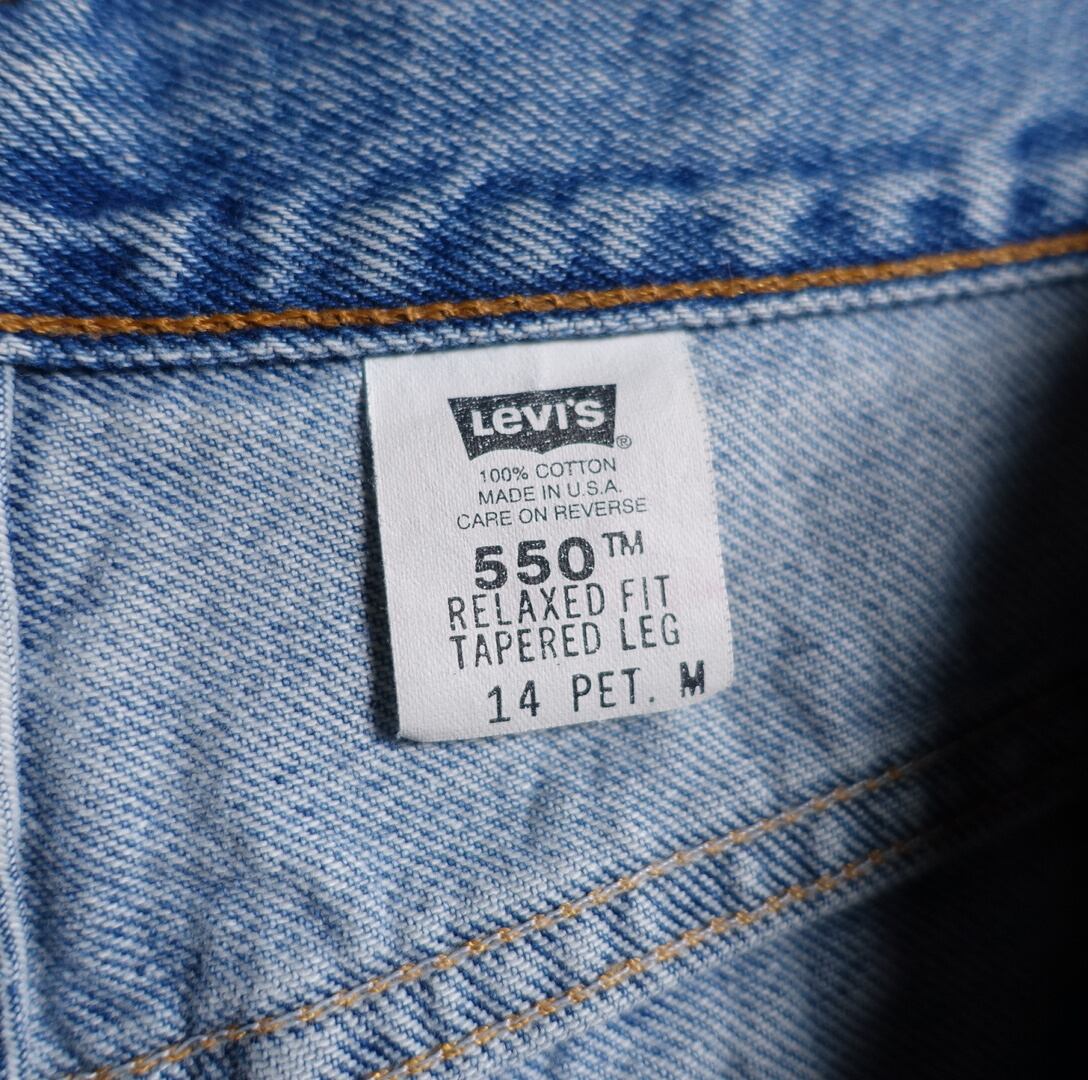 Levi's®
100% COTTON
MADE IN U.S.A.
CARE ON REVERSE
550™
RELAXED FIT
TAPERED LEG
14 PET. M